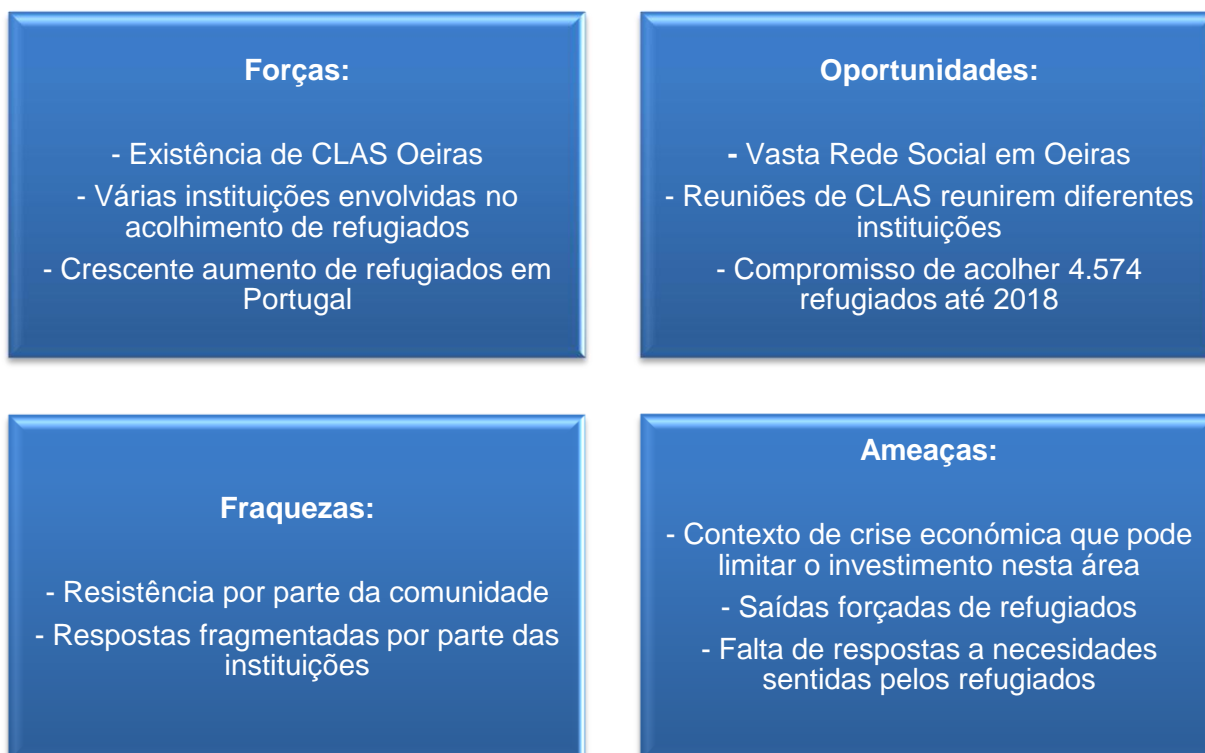 Forças:
- Existência de CLAS Oeiras
- Várias instituições envolvidas no
acolhimento de refugiados
- Crescente aumento de refugiados em
Portugal
Oportunidades:
- Vasta Rede Social em Oeiras
- Reuniões de CLAS reunirem diferentes
instituições
- Compromisso de acolher 4.574
refugiados até 2018
Fraquezas:
- Resistência por parte da comunidade
- Respostas fragmentadas por parte das
instituições
Ameaças:
- Contexto de crise económica que pode
limitar o investimento nesta área
- Saídas forçadas de refugiados
- Falta de respostas a necesidades
sentidas pelos refugiados